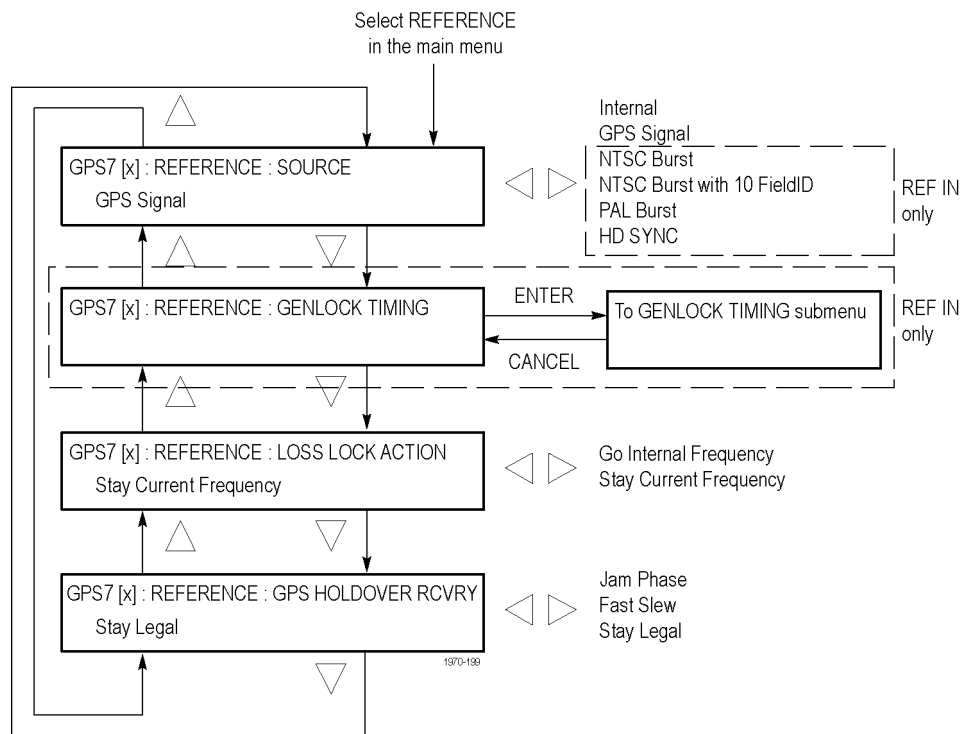 Select REFERENCE
in the main menu
Internal
GPS Signal
NTSC Burst
NTSC Burst with 10 FieldID
PAL Burst
HD SYNC
REF IN
only
GPS7 [x] : REFERENCE : SOURCE
GPS Signal
GPS7 [x] : REFERENCE : GENLOCK TIMING
ENTER
CANCEL
To GENLOCK TIMING submenu
REF IN
only
GPS7 [x] : REFERENCE : LOSS LOCK ACTION
Stay Current Frequency
Go Internal Frequency
Stay Current Frequency
GPS7 [x] : REFERENCE : GPS HOLDOVER RCVRY
Stay Legal
Jam Phase
Fast Slew
Stay Legal
1970-199